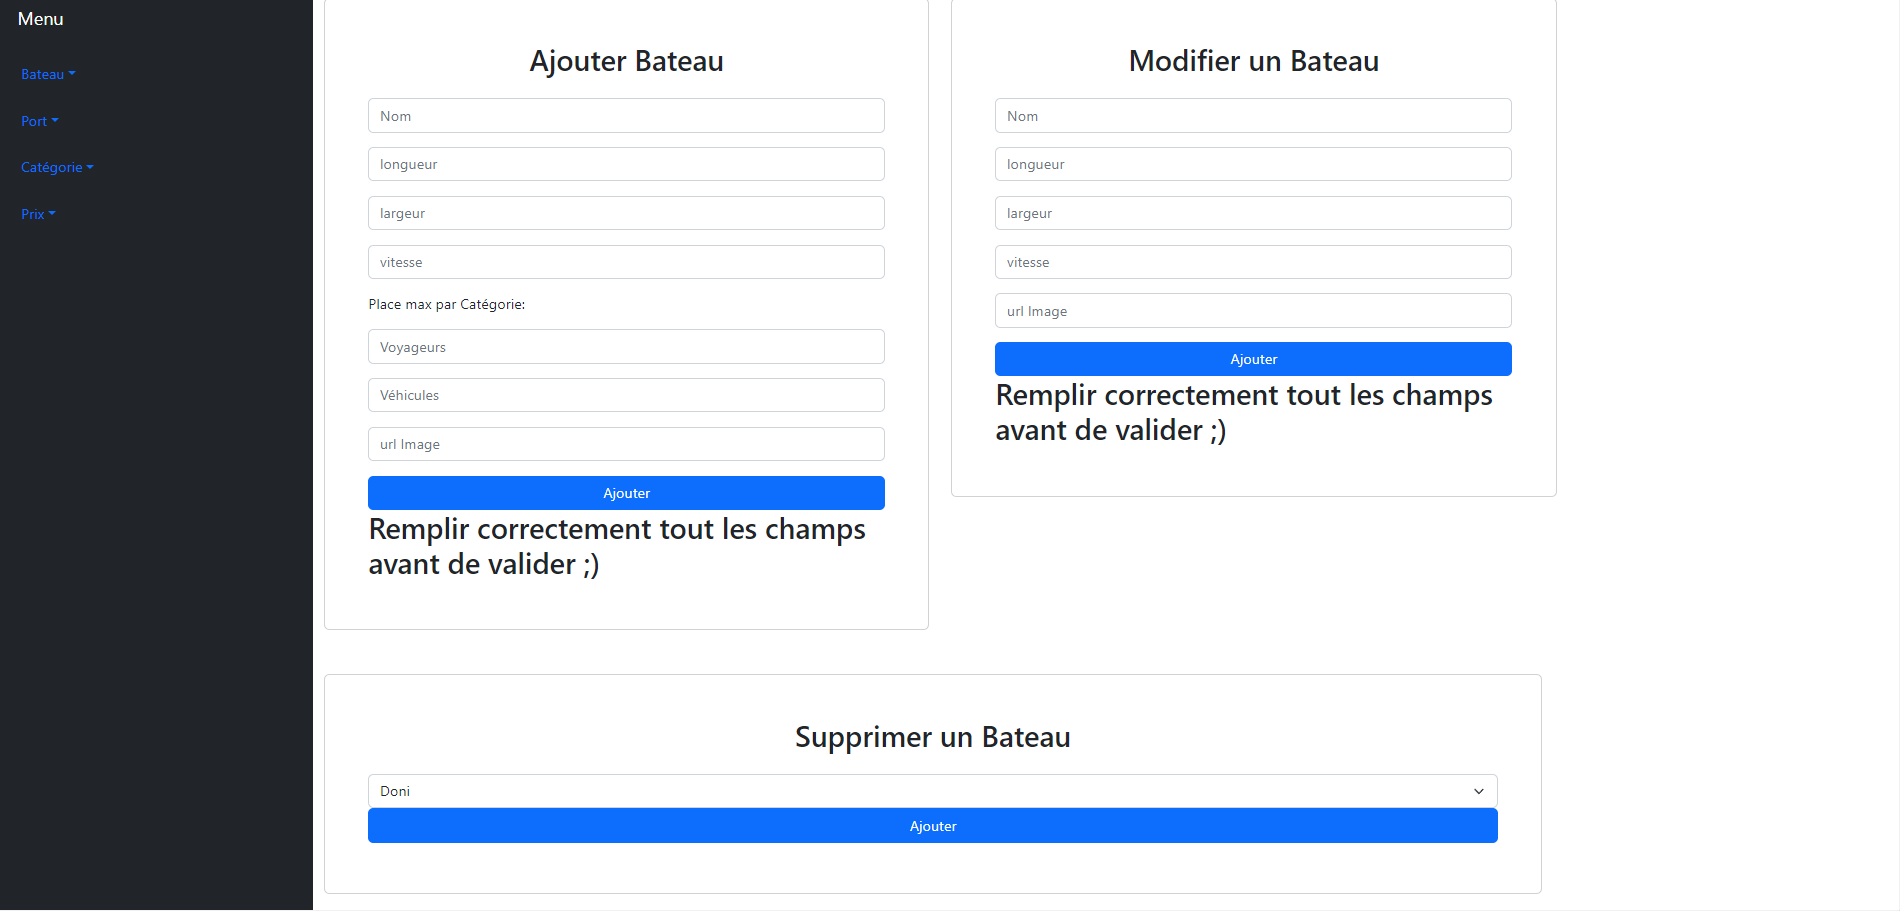 Menu
Bateau
Port
Catégorie
Prix
Ajouter Bateau
Nom
longueur
largeur
vitesse
Place max par Catégorie:
Voyageurs
Véhicules
url Image
Ajouter
Remplir correctement tout les champs
avant de valider ;)
Modifier un Bateau
Nom
longueur
largeur
vitesse
url Image
Ajouter
Remplir correctement tout les champs
avant de valider ;)
Supprimer un Bateau
Doni
Ajouter